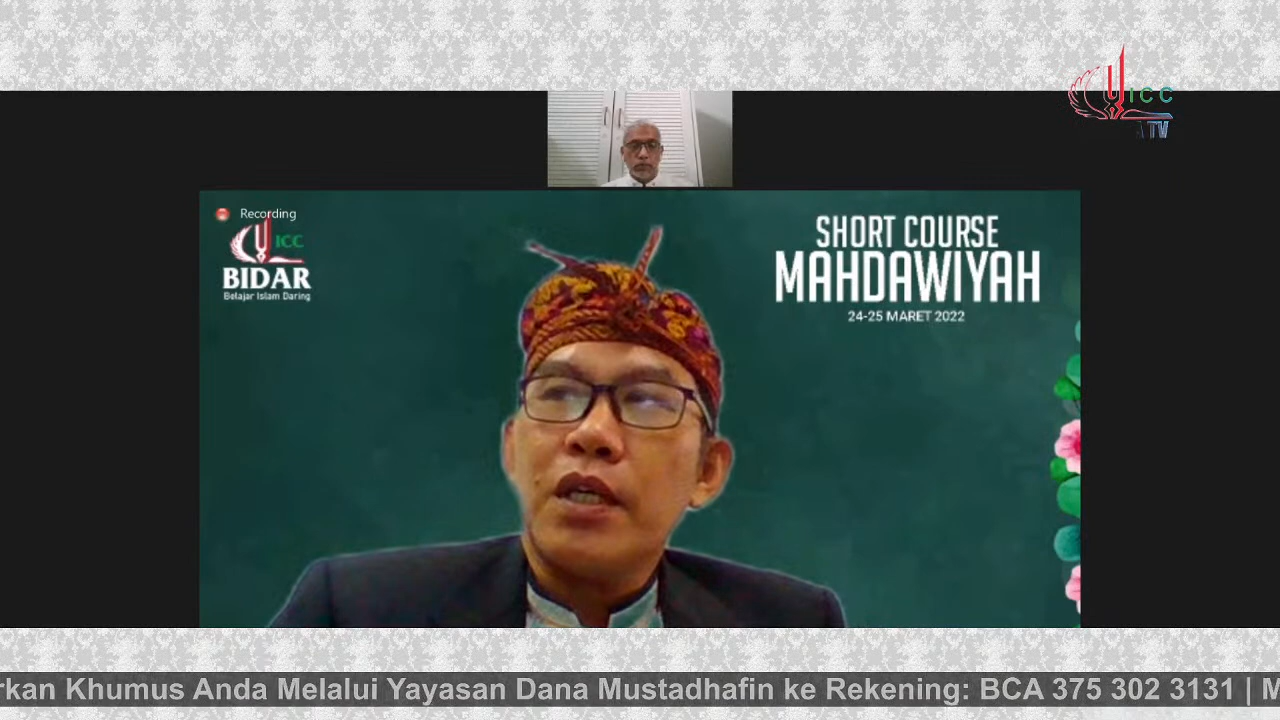 ICC
TV
Recording
ICC
BIDAR
Belajar Islam Daring
SHORT COURSE
MAHDAWIYAH
24-25 MARET 2022
rkan Khumus Anda Melalui Yayasan Dana Mustadhafin ke Rekening: BCA 375 302 3131 | M